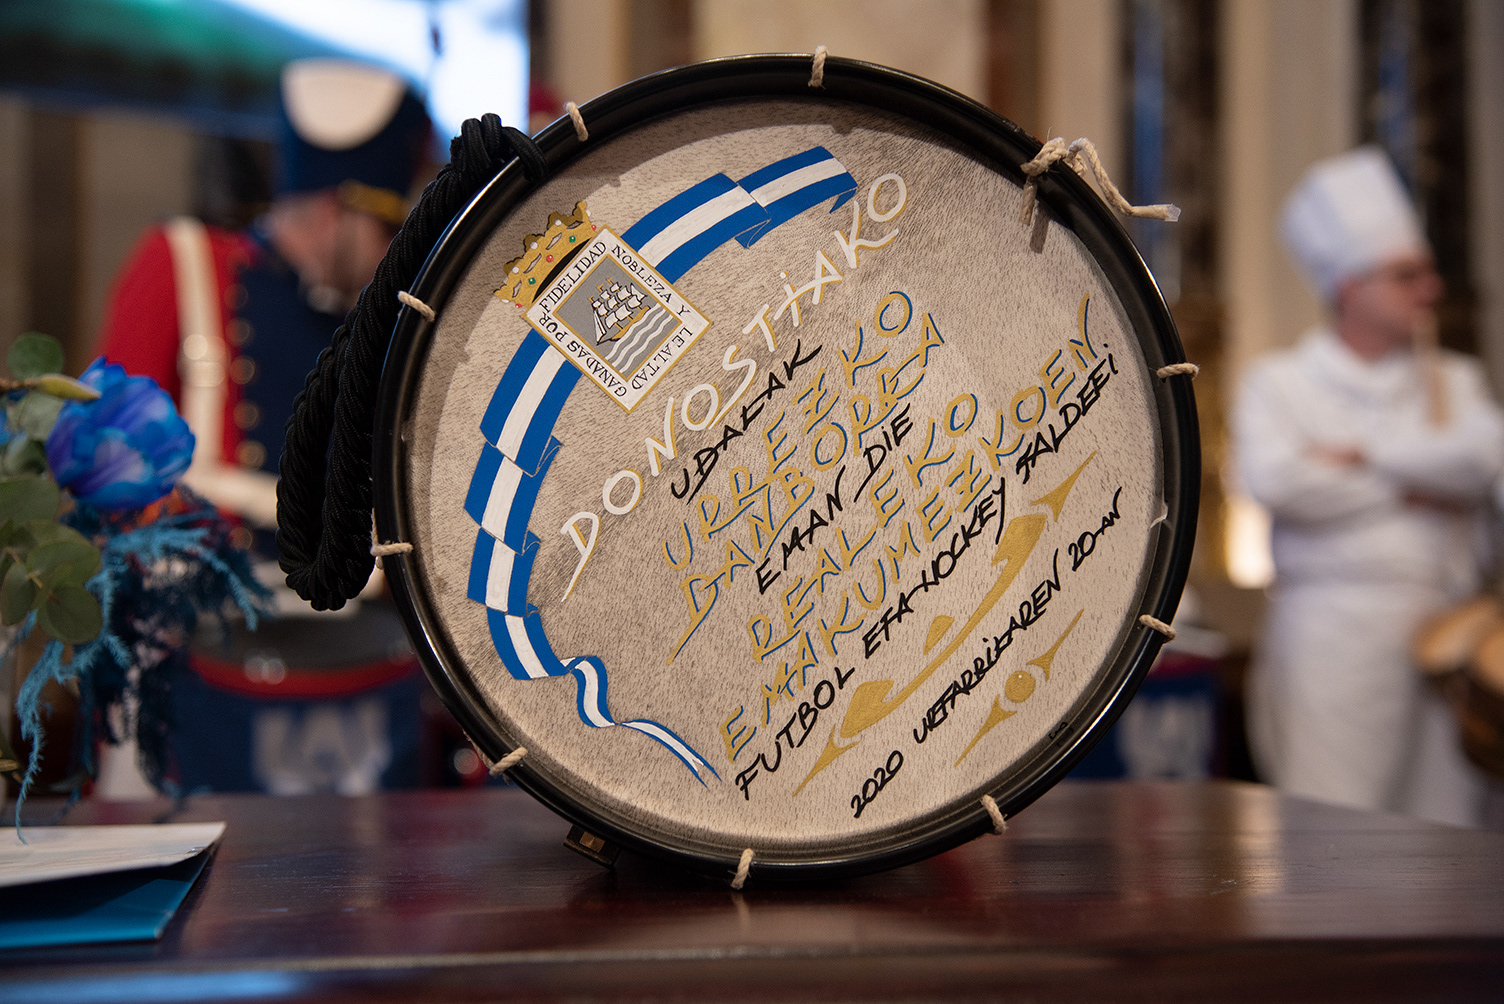 GANADAS POR FIDELIDAD NOBLEZA Y LEALTAD
DONOSTiAKO
UDALAK
URREZKO
DANBORRA
EMAN DIE
REALEKO
EMAKUMEZKOEN
FUTBOL ETA HOCKEY TALDEEi
2020 URTARRiLAREN 20-AN